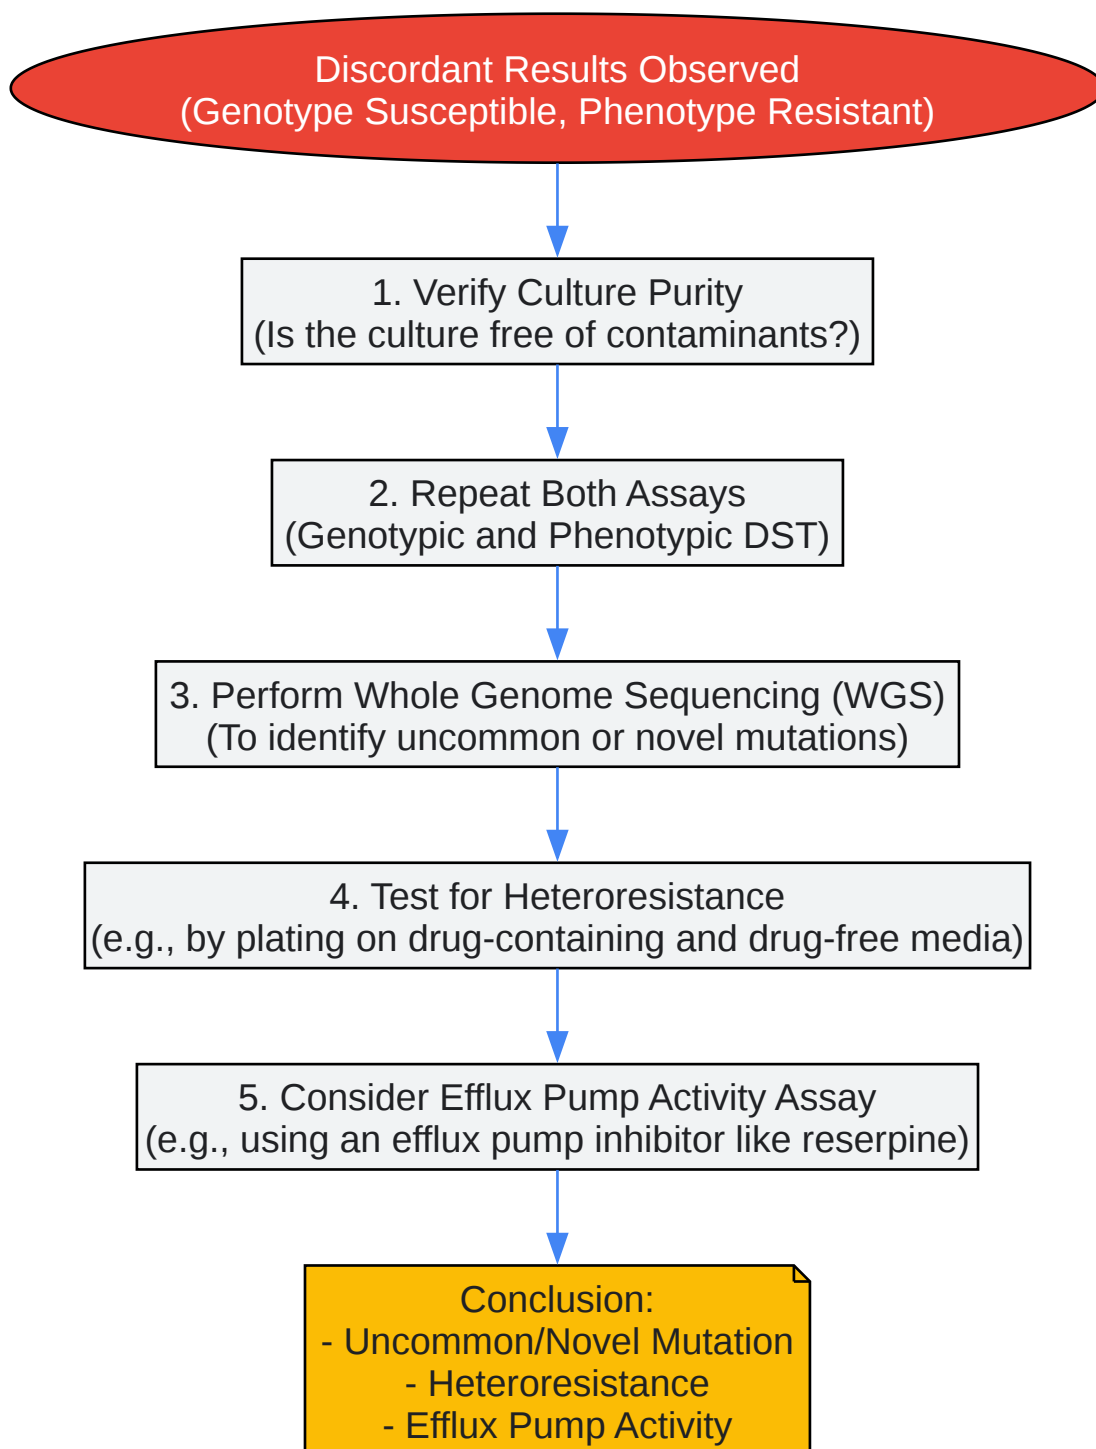 Discordant Results Observed
(Genotype Susceptible, Phenotype Resistant)
1. Verify Culture Purity
(Is the culture free of contaminants?)
2. Repeat Both Assays
(Genotypic and Phenotypic DST)
3. Perform Whole Genome Sequencing (WGS)
(To identify uncommon or novel mutations)
4. Test for Heteroresistance
(e.g., by plating on drug-containing and drug-free media)
5. Consider Efflux Pump Activity Assay
(e.g., using an efflux pump inhibitor like reserpine)
Conclusion:
- Uncommon/Novel Mutation
- Heteroresistance
- Efflux Pump Activity